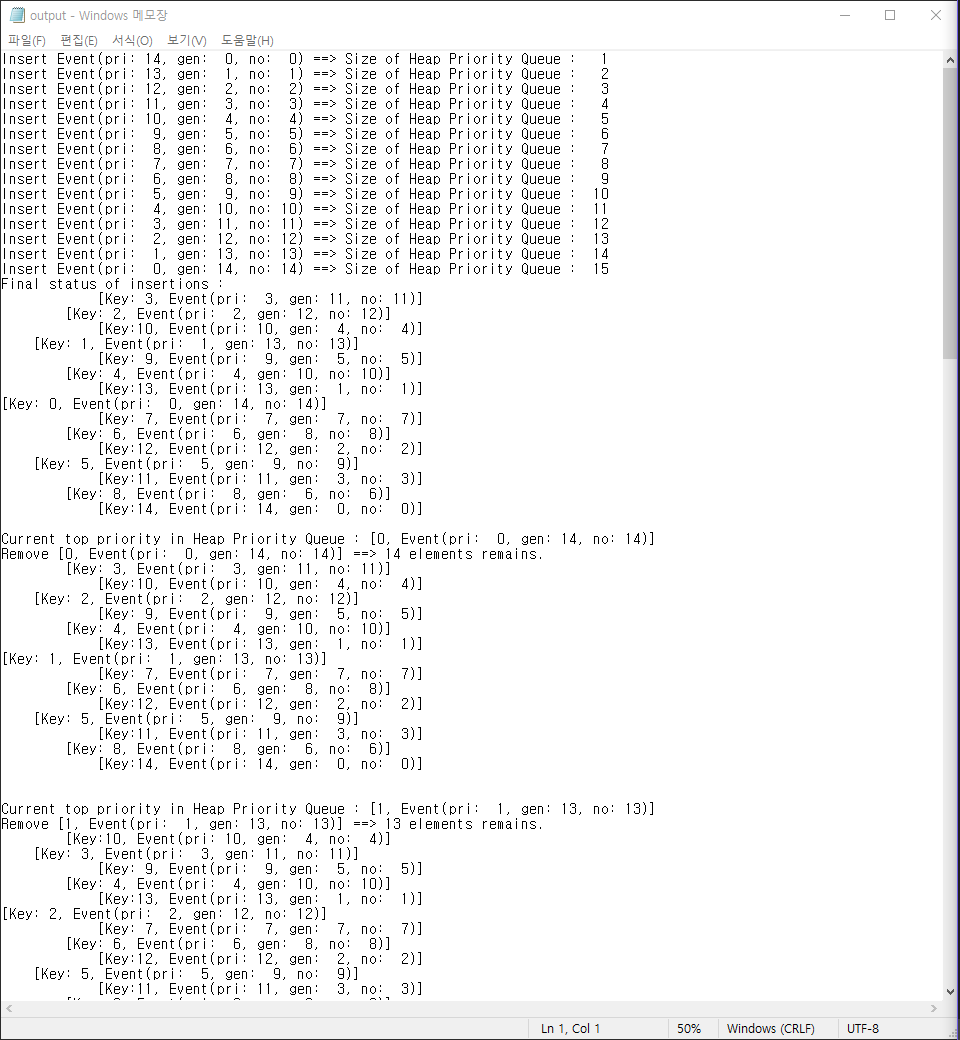 output - Windows 메모장
파일(F) 편집(E) 서식(O) 보기(V) 도움말(H)
Insert Event(pri: 14, gen:  0, no:  0) ==> Size of Heap Priority Queue :   1
Insert Event(pri: 13, gen:  1, no:  1) ==> Size of Heap Priority Queue :   2
Insert Event(pri: 12, gen:  2, no:  2) ==> Size of Heap Priority Queue :   3
Insert Event(pri: 11, gen:  3, no:  3) ==> Size of Heap Priority Queue :   4
Insert Event(pri: 10, gen:  4, no:  4) ==> Size of Heap Priority Queue :   5
Insert Event(pri:  9, gen:  5, no:  5) ==> Size of Heap Priority Queue :   6
Insert Event(pri:  8, gen:  6, no:  6) ==> Size of Heap Priority Queue :   7
Insert Event(pri:  7, gen:  7, no:  7) ==> Size of Heap Priority Queue :   8
Insert Event(pri:  6, gen:  8, no:  8) ==> Size of Heap Priority Queue :   9
Insert Event(pri:  5, gen:  9, no:  9) ==> Size of Heap Priority Queue :  10
Insert Event(pri:  4, gen: 10, no: 10) ==> Size of Heap Priority Queue :  11
Insert Event(pri:  3, gen: 11, no: 11) ==> Size of Heap Priority Queue :  12
Insert Event(pri:  2, gen: 12, no: 12) ==> Size of Heap Priority Queue :  13
Insert Event(pri:  1, gen: 13, no: 13) ==> Size of Heap Priority Queue :  14
Insert Event(pri:  0, gen: 14, no: 14) ==> Size of Heap Priority Queue :  15
Final status of insertions :
            [Key: 3, Event(pri:  3, gen: 11, no: 11)]
        [Key: 2, Event(pri:  2, gen: 12, no: 12)]
            [Key:10, Event(pri: 10, gen:  4, no:  4)]
    [Key: 1, Event(pri:  1, gen: 13, no: 13)]
            [Key: 9, Event(pri:  9, gen:  5, no:  5)]
        [Key: 4, Event(pri:  4, gen: 10, no: 10)]
            [Key:13, Event(pri: 13, gen:  1, no:  1)]
[Key: 0, Event(pri:  0, gen: 14, no: 14)]
            [Key: 7, Event(pri:  7, gen:  7, no:  7)]
        [Key: 6, Event(pri:  6, gen:  8, no:  8)]
            [Key:12, Event(pri: 12, gen:  2, no:  2)]
    [Key: 5, Event(pri:  5, gen:  9, no:  9)]
            [Key:11, Event(pri: 11, gen:  3, no:  3)]
        [Key: 8, Event(pri:  8, gen:  6, no:  6)]
            [Key:14, Event(pri: 14, gen:  0, no:  0)]
Current top priority in Heap Priority Queue : [0, Event(pri:  0, gen: 14, no: 14)]
Remove [0, Event(pri:  0, gen: 14, no: 14)] ==> 14 elements remains.
        [Key: 3, Event(pri:  3, gen: 11, no: 11)]
            [Key:10, Event(pri: 10, gen:  4, no:  4)]
    [Key: 2, Event(pri:  2, gen: 12, no: 12)]
            [Key: 9, Event(pri:  9, gen:  5, no:  5)]
        [Key: 4, Event(pri:  4, gen: 10, no: 10)]
            [Key:13, Event(pri: 13, gen:  1, no:  1)]
[Key: 1, Event(pri:  1, gen: 13, no: 13)]
            [Key: 7, Event(pri:  7, gen:  7, no:  7)]
        [Key: 6, Event(pri:  6, gen:  8, no:  8)]
            [Key:12, Event(pri: 12, gen:  2, no:  2)]
    [Key: 5, Event(pri:  5, gen:  9, no:  9)]
            [Key:11, Event(pri: 11, gen:  3, no:  3)]
        [Key: 8, Event(pri:  8, gen:  6, no:  6)]
            [Key:14, Event(pri: 14, gen:  0, no:  0)]
Current top priority in Heap Priority Queue : [1, Event(pri:  1, gen: 13, no: 13)]
Remove [1, Event(pri:  1, gen: 13, no: 13)] ==> 13 elements remains.
        [Key:10, Event(pri: 10, gen:  4, no:  4)]
    [Key: 3, Event(pri:  3, gen: 11, no: 11)]
            [Key: 9, Event(pri:  9, gen:  5, no:  5)]
        [Key: 4, Event(pri:  4, gen: 10, no: 10)]
            [Key:13, Event(pri: 13, gen:  1, no:  1)]
[Key: 2, Event(pri:  2, gen: 12, no: 12)]
            [Key: 7, Event(pri:  7, gen:  7, no:  7)]
        [Key: 6, Event(pri:  6, gen:  8, no:  8)]
            [Key:12, Event(pri: 12, gen:  2, no:  2)]
    [Key: 5, Event(pri:  5, gen:  9, no:  9)]
            [Key:11, Event(pri: 11, gen:  3, no:  3)]
Ln 1, Col 1 50% Windows (CRLF) UTF-8